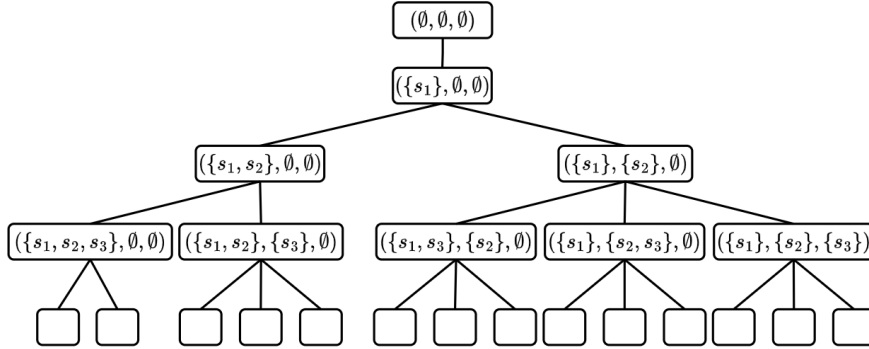 (∅, ∅, ∅)
({s₁}, ∅, ∅)
({s₁, s₂}, ∅, ∅)
({s₁}, {s₂}, ∅)
({s₁, s₂, s₃}, ∅, ∅)
({s₁, s₂}, {s₃}, ∅)
({s₁, s₃}, {s₂}, ∅)
({s₁}, {s₂, s₃}, ∅)
({s₁}, {s₂}, {s₃})